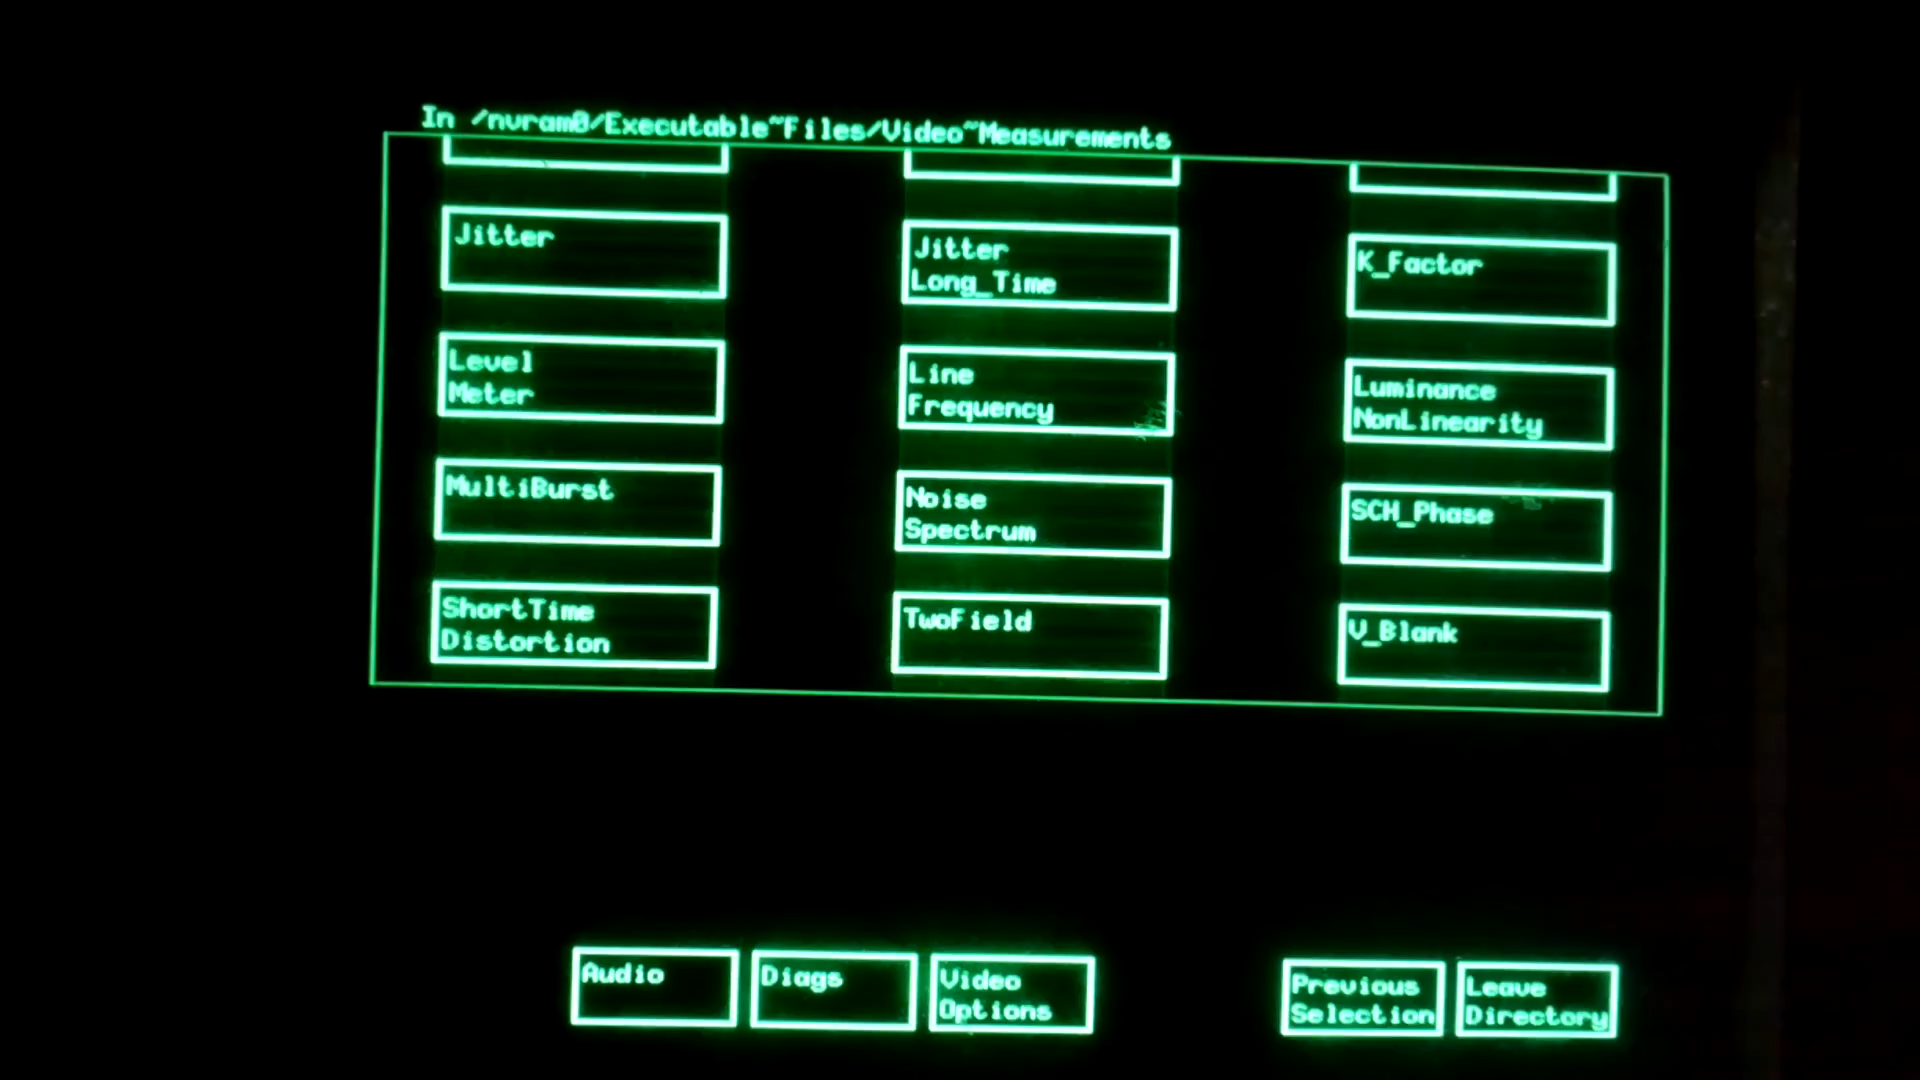 In /nvram0/Executable~Files/Video~Measurements
Jitter
Jitter
Long_Time
K_Factor
Level
Meter
Line
Frequency
Luminance
NonLinearity
MultiBurst
Noise
Spectrum
SCH_Phase
ShortTime
Distortion
TwoField
V_Blank
Audio
Diags
Video
Options
Previous
Selection
Leave
Directory